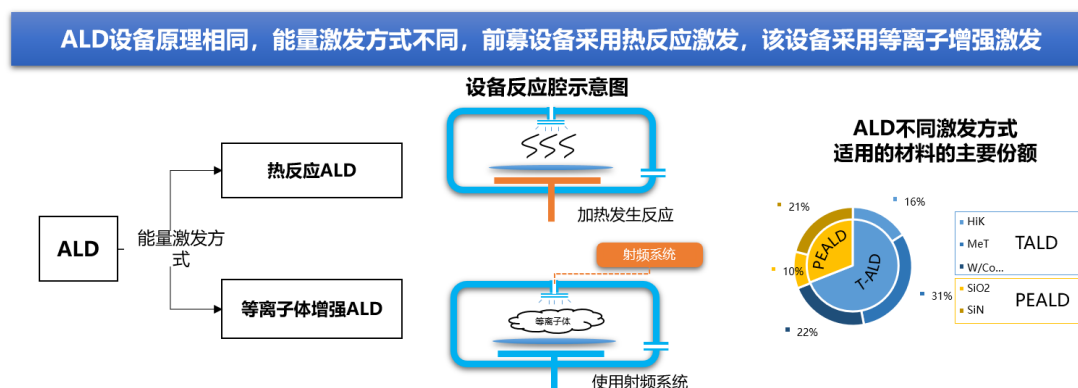 ALD设备原理相同，能量激发方式不同，前募设备采用热反应激发，该设备采用等离子增强激发
设备反应腔示意图
热反应ALD
加热发生反应
ALD
能量激发方
式
射频系统
等离子体增强ALD
等离子体
使用射频系统
ALD不同激发方式
适用的材料的主要份额
21%
16%
10%
31%
22%
PEALD
T-ALD
HiK
MeT
W/Co...
TALD
SiO2
SiN
PEALD